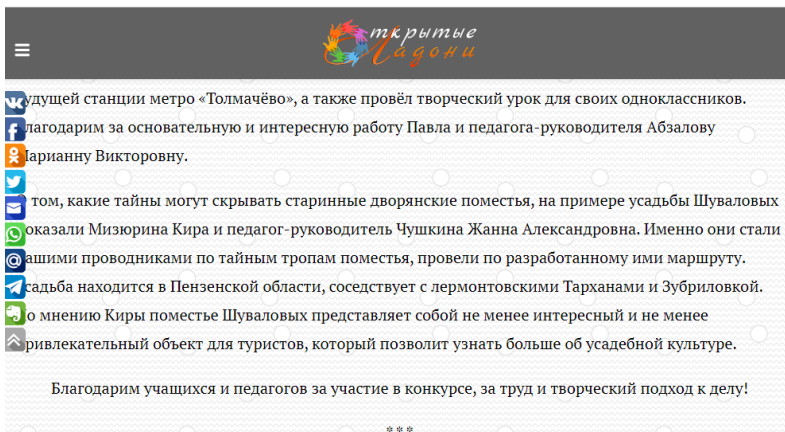 Открытые
Ладони
удущей станции метро «Толмачёво», а также провёл творческий урок для своих одноклассников.
лагодарим за основательную и интересную работу Павла и педагога-руководителя Абзалову
арианну Викторовну.
том, какие тайны могут скрывать старинные дворянские поместья, на примере усадьбы Шуваловых
оказали Мизюрина Кира и педагог-руководитель Чушкина Жанна Александровна. Именно они стали
ашими проводниками по тайным тропам поместья, провели по разработанному ими маршруту.
садьба находится в Пензенской области, соседствует с лермонтовскими Тарханами и Зубриловкой.
о мнению Киры поместье Шуваловых представляет собой не менее интересный и не менее
ривлекательный объект для туристов, который позволит узнать больше об усадебной культуре.
Благодарим учащихся и педагогов за участие в конкурсе, за труд и творческий подход к делу!
***